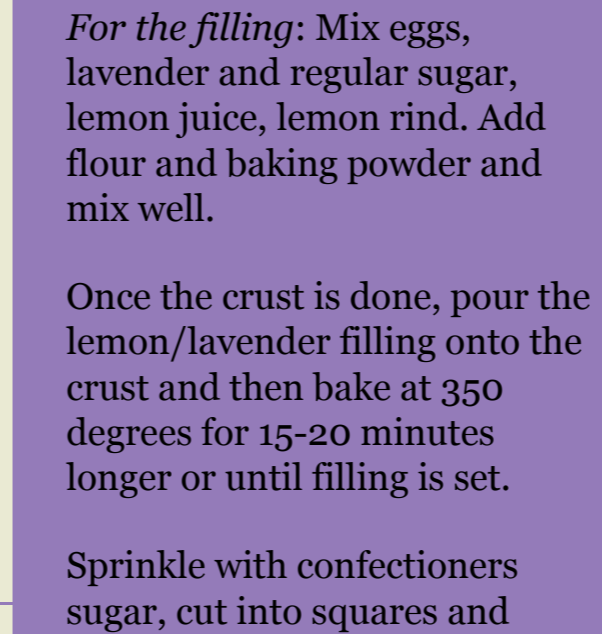 For the filling: Mix eggs,
lavender and regular sugar,
lemon juice, lemon rind. Add
flour and baking powder and
mix well.
Once the crust is done, pour the
lemon/lavender filling onto the
crust and then bake at 350
degrees for 15-20 minutes
longer or until filling is set.
Sprinkle with confectioners
sugar, cut into squares and